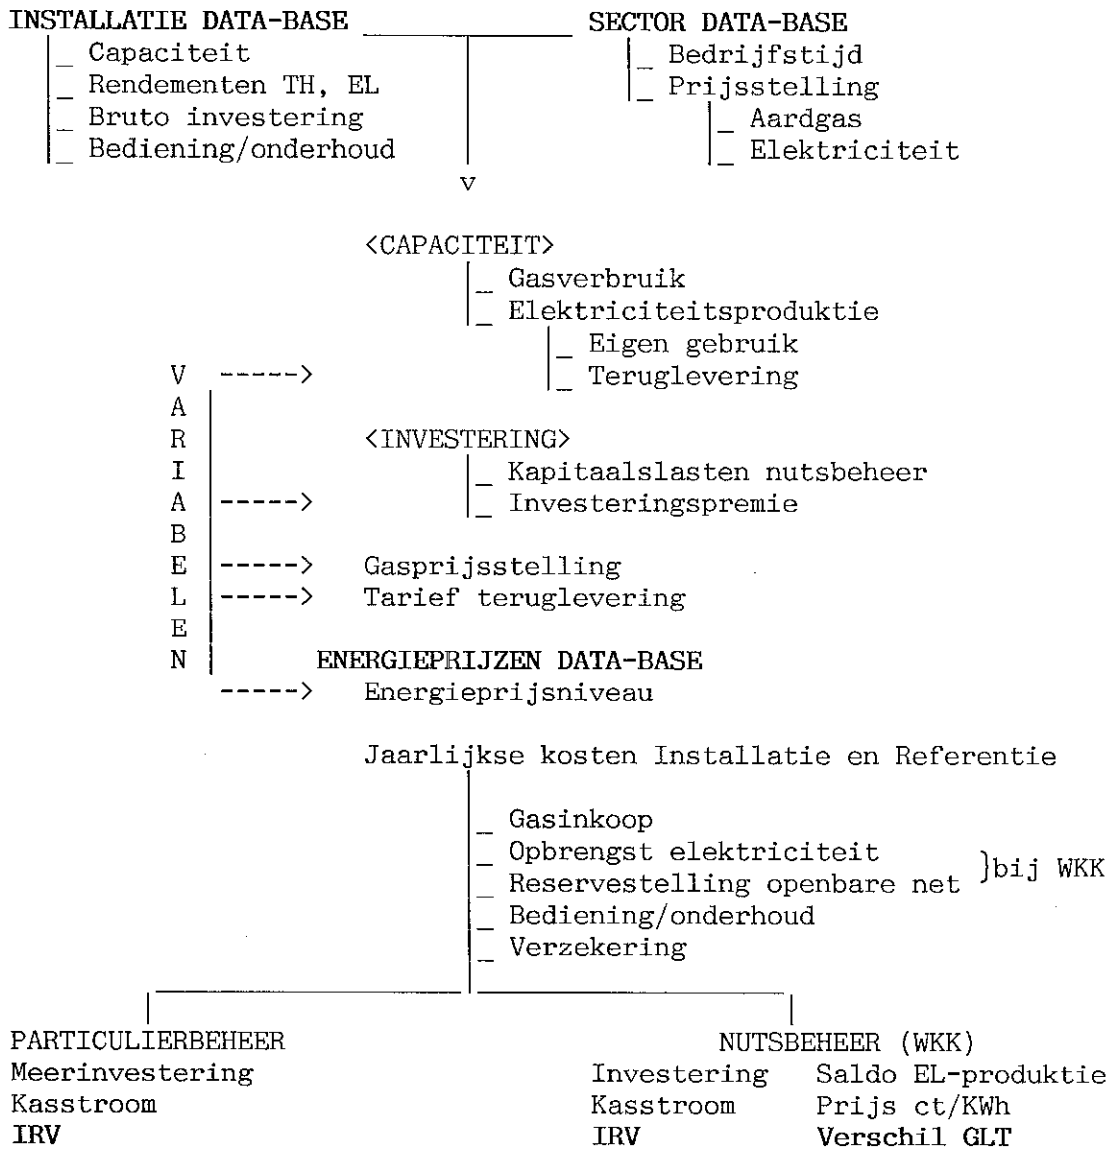 INSTALLATIE DATA-BASE SECTOR DATA-BASE
_ Capaciteit _ Bedrijfstijd
_ Rendementen TH, EL _ Prijsstelling
_ Bruto investering _ Aardgas
_ Bediening/onderhoud _ Elektriciteit
v
<CAPACITEIT>
_ Gasverbruik
_ Elektriciteitsproduktie
_ Eigen gebruik
V -----> _ Teruglevering
A
R <INVESTERING>
I _ Kapitaalslasten nutsbeheer
A -----> _ Investeringspremie
B
E -----> Gasprijsstelling
L -----> Tarief teruglevering
E
N ENERGIEPRIJZEN DATA-BASE
-----> Energieprijsniveau
Jaarlijkse kosten Installatie en Referentie
_ Gasinkoop
_ Opbrengst elektriciteit
_ Reservestelling openbare net }bij WKK
_ Bediening/onderhoud
_ Verzekering
PARTICULIERBEHEER NUTSBEHEER (WKK)
Meerinvestering Investering Saldo EL-produktie
Kasstroom Kasstroom Prijs ct/KWh
IRV IRV Verschil GLT